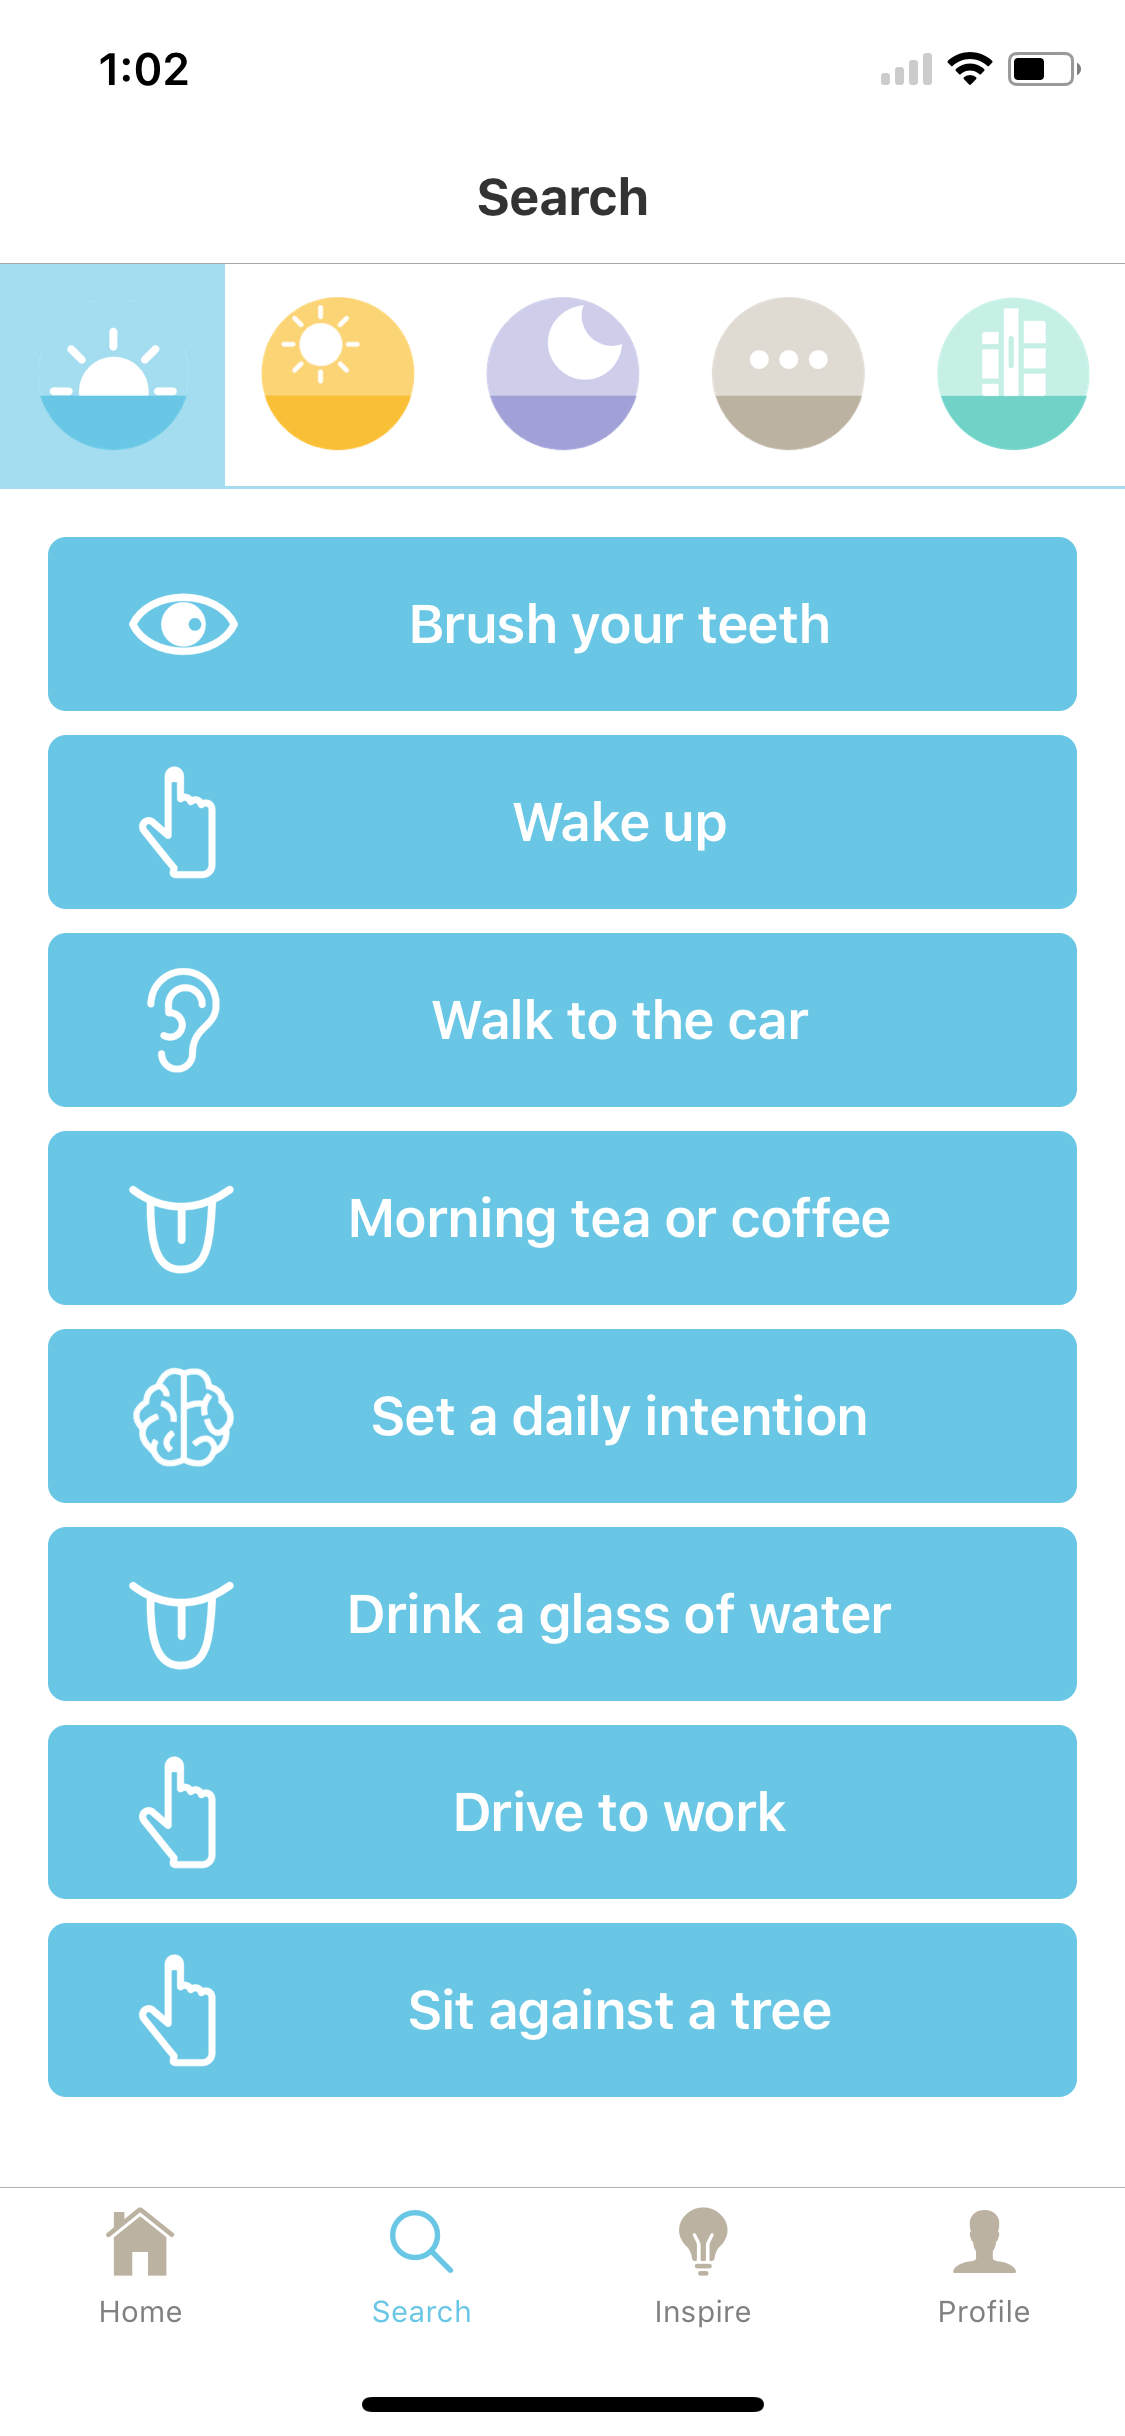 1:02
Search
Brush your teeth
Wake up
Walk to the car
Morning tea or coffee
Set a daily intention
Drink a glass of water
Drive to work
Sit against a tree
Home
Search
Inspire
Profile